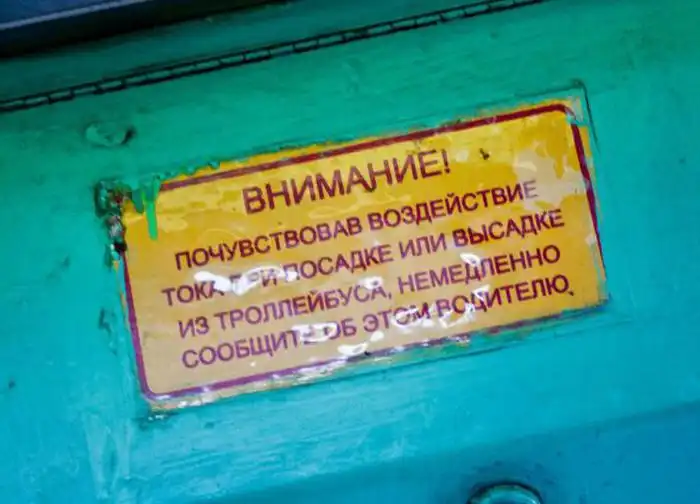 ВНИМАНИЕ!
ПОЧУВСТВОВАВ ВОЗДЕЙСТВИЕ
ТОКА ПРИ ПОСАДКЕ ИЛИ ВЫСАДКЕ
ИЗ ТРОЛЛЕЙБУСА, НЕМЕДЛЕННО
СООБЩИТЕ ОБ ЭТОМ ВОДИТЕЛЮ.